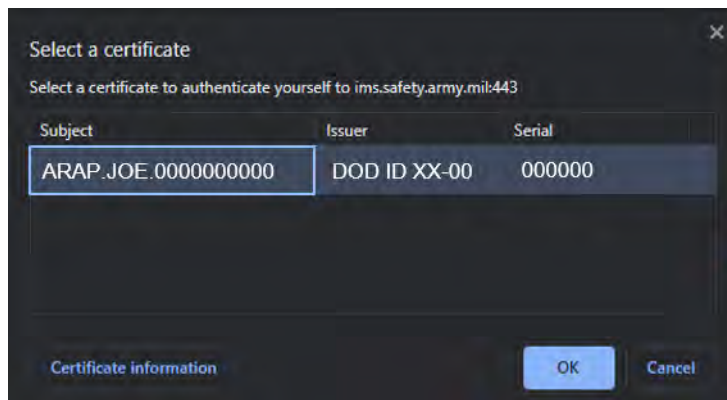 Select a certificate
Select a certificate to authenticate yourself to ims.safety.army.mil:443
Subject Issuer Serial
ARAP.JOE.0000000000 DOD ID XX-00 000000
Certificate information OK Cancel